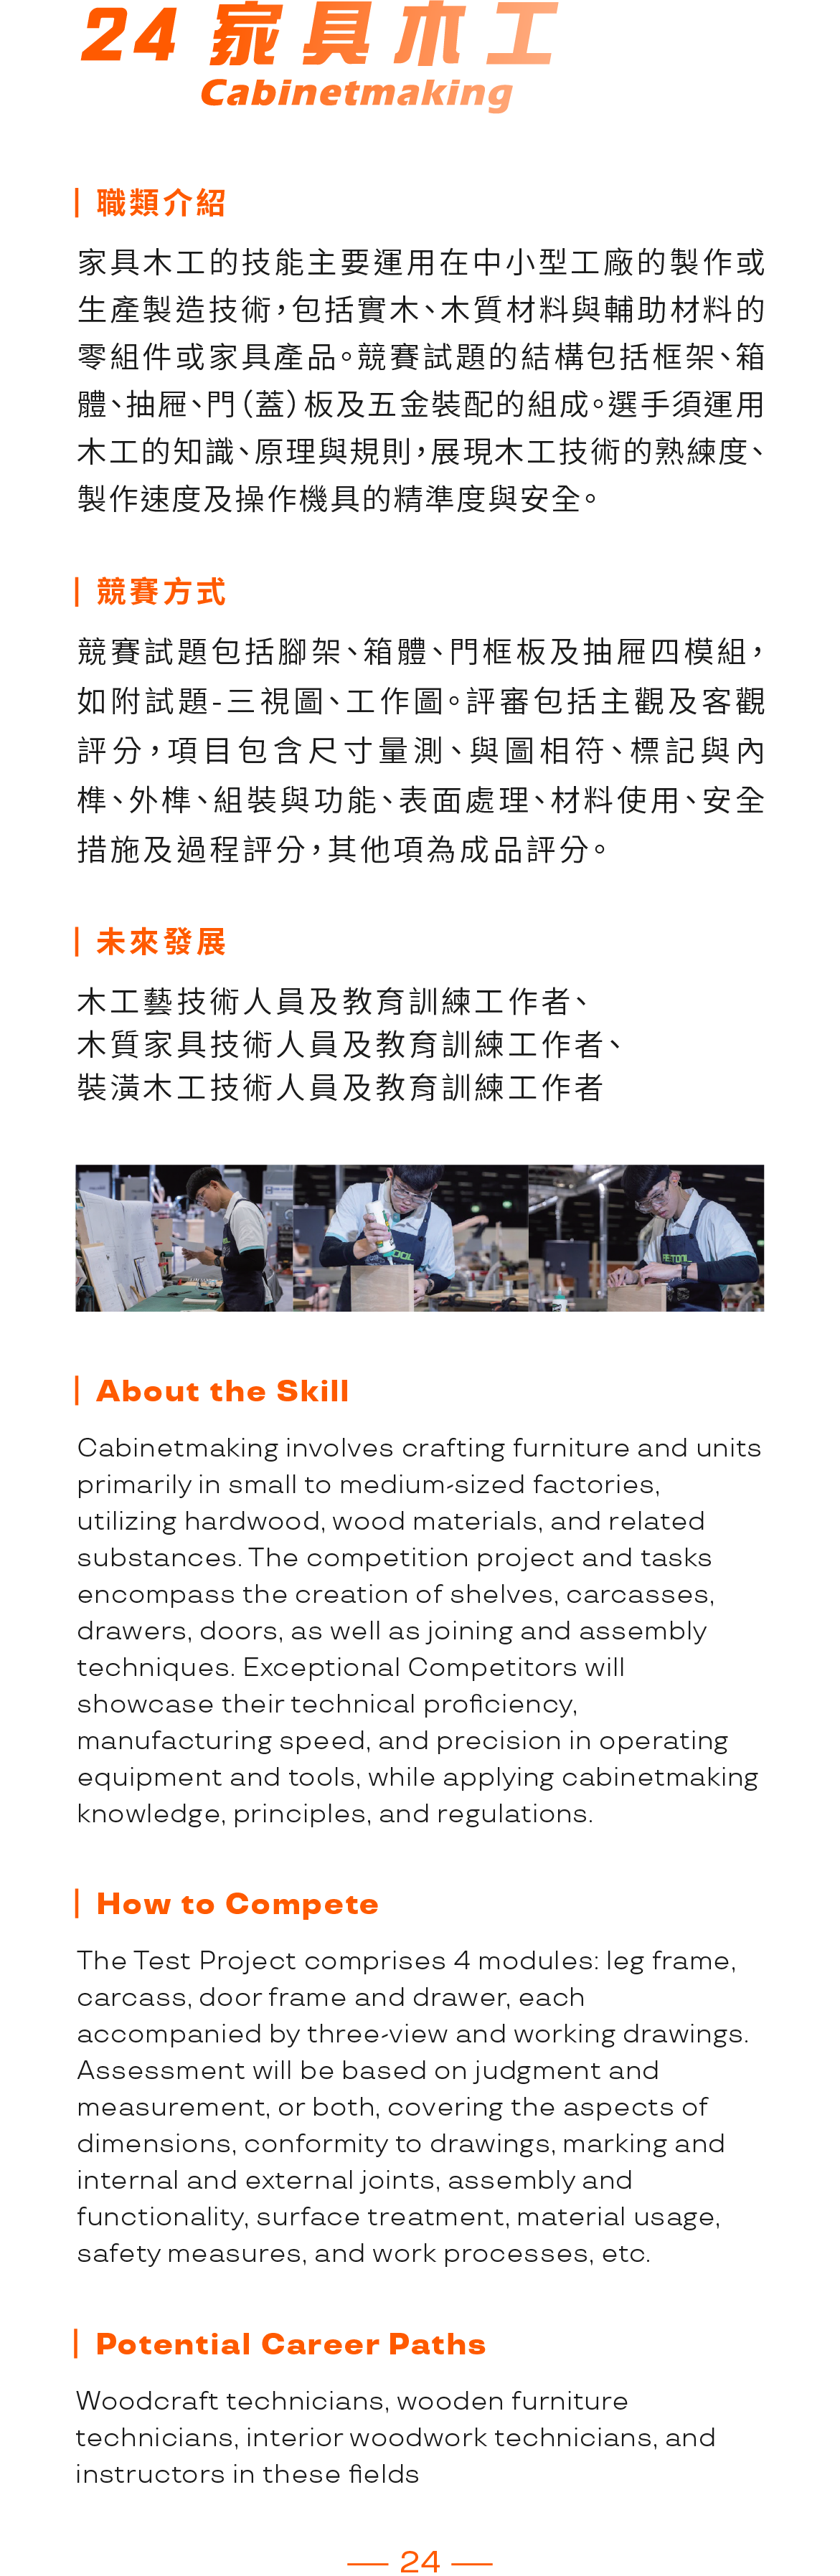 24 家具木工
Cabinetmaking
職類介紹
家具木工的技能主要運用在中小型工廠的製作或
生產製造技術，包括實木、木質材料與輔助材料的
零組件或家具產品。競賽試題的結構包括框架、箱
體、抽屜、門（蓋）板及五金裝配的組成。選手須運用
木工的知識、原理與規則，展現木工技術的熟練度、
製作速度及操作機具的精準度與安全。
競賽方式
競賽試題包括腳架、箱體、門框板及抽屜四模組，
如附試題-三視圖、工作圖。評審包括主觀及客觀
評分，項目包含尺寸量測、與圖相符、標記與內
榫、外榫、組裝與功能、表面處理、材料使用、安全
措施及過程評分，其他項為成品評分。
未來發展
木工藝技術人員及教育訓練工作者、
木質家具技術人員及教育訓練工作者、
裝潢木工技術人員及教育訓練工作者
About the Skill
Cabinetmaking involves crafting furniture and units
primarily in small to medium-sized factories,
utilizing hardwood, wood materials, and related
substances. The competition project and tasks
encompass the creation of shelves, carcasses,
drawers, doors, as well as joining and assembly
techniques. Exceptional Competitors will
showcase their technical proficiency,
manufacturing speed, and precision in operating
equipment and tools, while applying cabinetmaking
knowledge, principles, and regulations.
How to Compete
The Test Project comprises 4 modules: leg frame,
carcass, door frame and drawer, each
accompanied by three-view and working drawings.
Assessment will be based on judgment and
measurement, or both, covering the aspects of
dimensions, conformity to drawings, marking and
internal and external joints, assembly and
functionality, surface treatment, material usage,
safety measures, and work processes, etc.
Potential Career Paths
Woodcraft technicians, wooden furniture
technicians, interior woodwork technicians, and
instructors in these fields
24